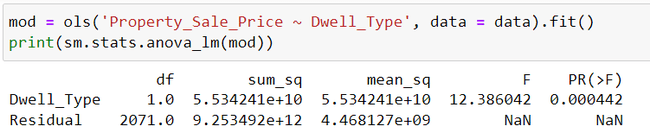 mod = ols('Property_Sale_Price ~ Dwell_Type', data = data).fit()
print(sm.stats.anova_lm(mod))
df sum_sq mean_sq F PR(>F)
Dwell_Type 1.0 5.534241e+10 5.534241e+10 12.386042 0.000442
Residual 2071.0 9.253492e+12 4.468127e+09 NaN NaN